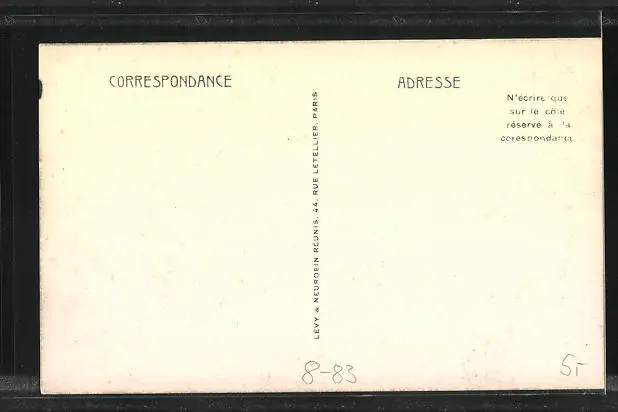 CORRESPONDANCE
ADRESSE
N'écrire que
sur le côté
réservé à la
corespondance
LEVY & NEURDEIN RÉUNIS, 44, RUE LETELLIER, PARIS
8-83
5,-